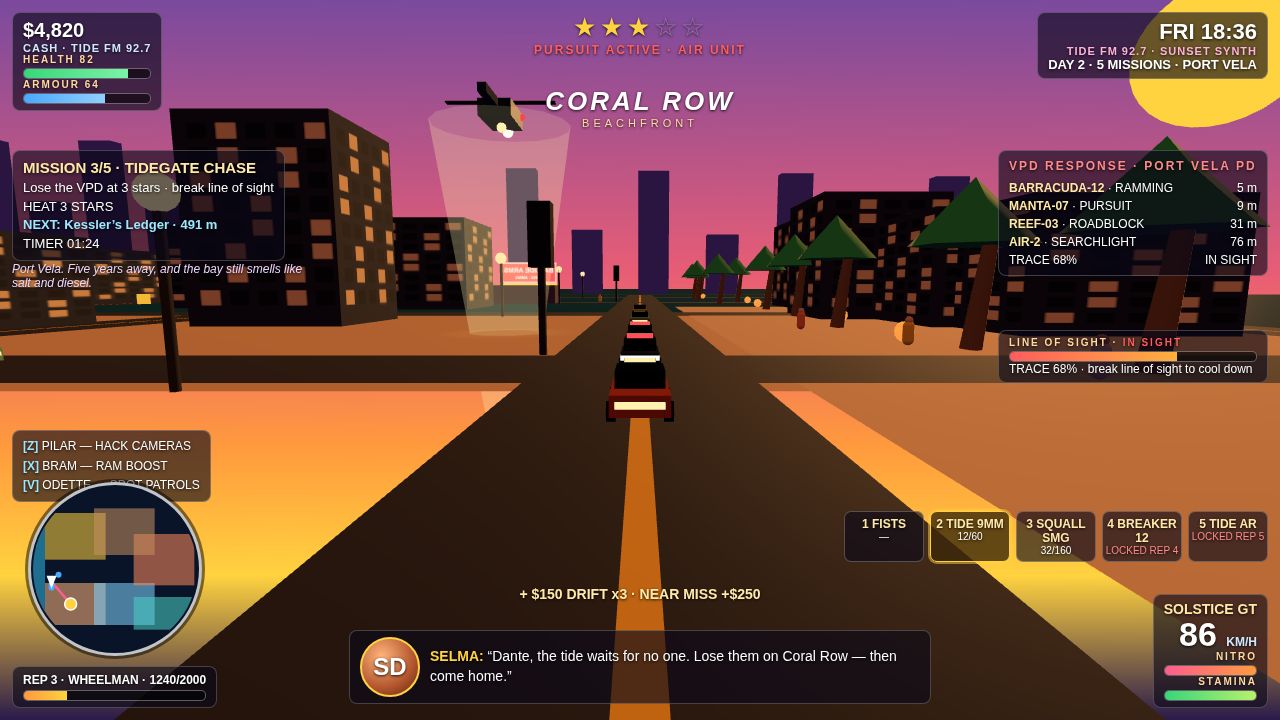 $4,820
CASH · TIDE FM 92.7
HEALTH 82
ARMOUR 64
★★★☆☆
PURSUIT ACTIVE · AIR UNIT
CORAL ROW
BEACHFRONT
FRI 18:36
TIDE FM 92.7 · SUNSET SYNTH
DAY 2 · 5 MISSIONS · PORT VELA
MISSION 3/5 · TIDEGATE CHASE
Lose the VPD at 3 stars · break line of sight
HEAT 3 STARS
NEXT: Kessler’s Ledger · 491 m
TIMER 01:24
Port Vela. Five years away, and the bay still smells like
salt and diesel.
VPD RESPONSE · PORT VELA PD
BARRACUDA-12 · RAMMING 5 m
MANTA-07 · PURSUIT 9 m
REEF-03 · ROADBLOCK 31 m
AIR-2 · SEARCHLIGHT 76 m
TRACE 68% IN SIGHT
LINE OF SIGHT · IN SIGHT
TRACE 68% · break line of sight to cool down
[Z] PILAR — HACK CAMERAS
[X] BRAM — RAM BOOST
[V] ODETTE — SPOT PATROLS
1 FISTS
—
2 TIDE 9MM
12/60
3 SQUALL
SMG
32/160
4 BREAKER
12
LOCKED REP 4
5 TIDE AR
LOCKED REP 5
+ $150 DRIFT x3 · NEAR MISS +$250
SD
SELMA: “Dante, the tide waits for no one. Lose them on Coral Row — then
come home.”
SOLSTICE GT
86 KM/H
NITRO
STAMINA
REP 3 · WHEELMAN · 1240/2000